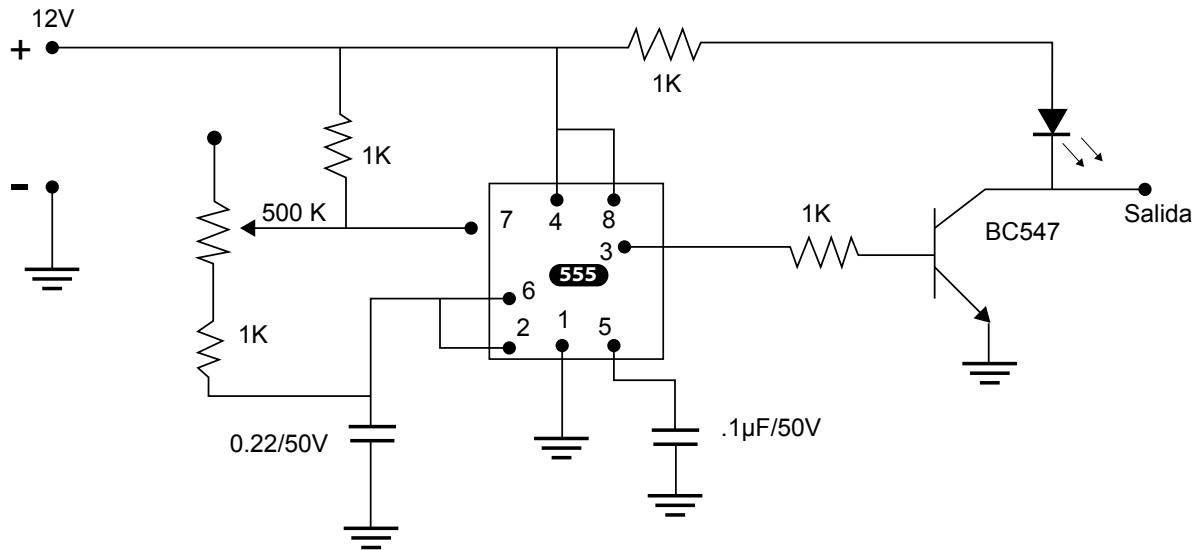 12V
+
1K
1K
-
500 K
7
4
8
1K
Salida
BC547
3
555
6
1K
2
1
5
0.22/50V
.1µF/50V